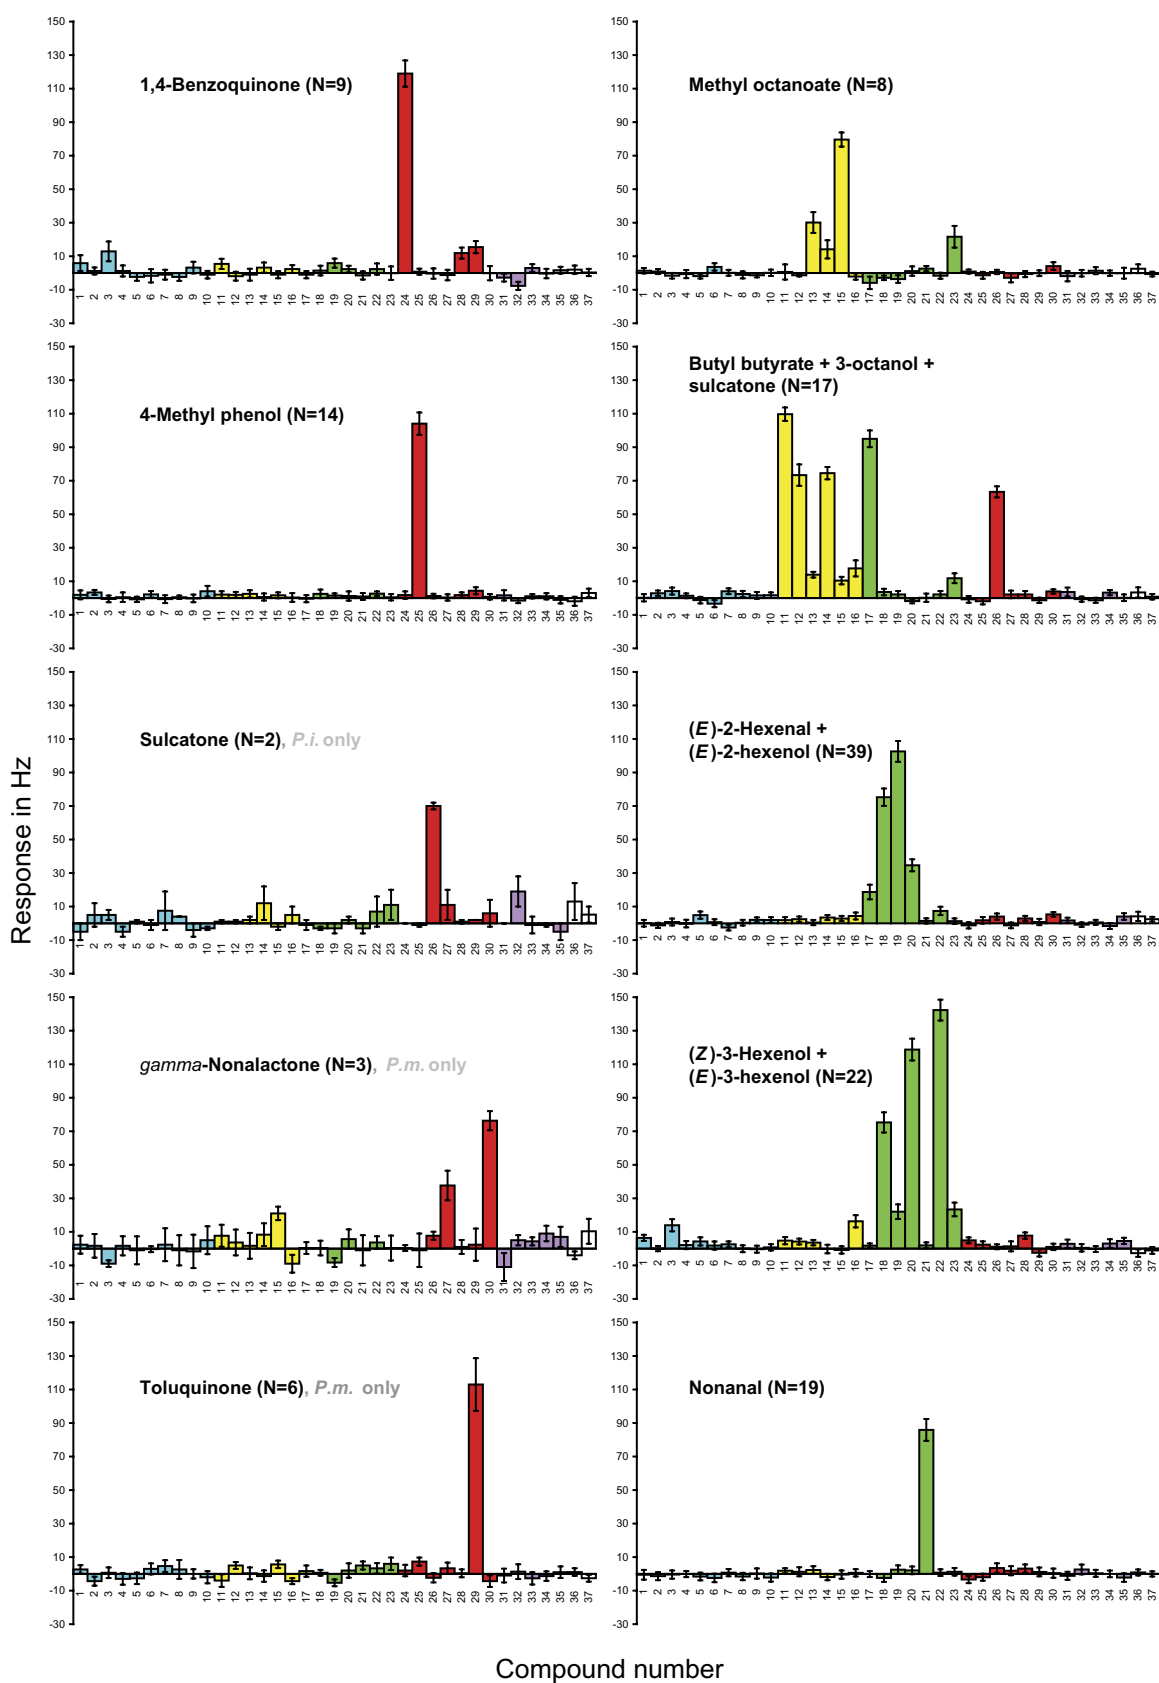 1,4-Benzoquinone (N=9)
Methyl octanoate (N=8)
4-Methyl phenol (N=14)
Butyl butyrate + 3-octanol +
sulcatone (N=17)
Sulcatone (N=2), P.i. only
(E)-2-Hexenal +
(E)-2-hexenol (N=39)
gamma-Nonalactone (N=3), P.m. only
(Z)-3-Hexenol +
(E)-3-hexenol (N=22)
Toluquinone (N=6), P.m. only
Nonanal (N=19)
Response in Hz
150
130
110
90
70
50
30
10
-10
-30
1 2 3 4 5 6 7 8 9 10 11 12 13 14 15 16 17 18 19 20 21 22 23 24 25 26 27 28 29 30 31 32 33 34 35 36 37
Compound number